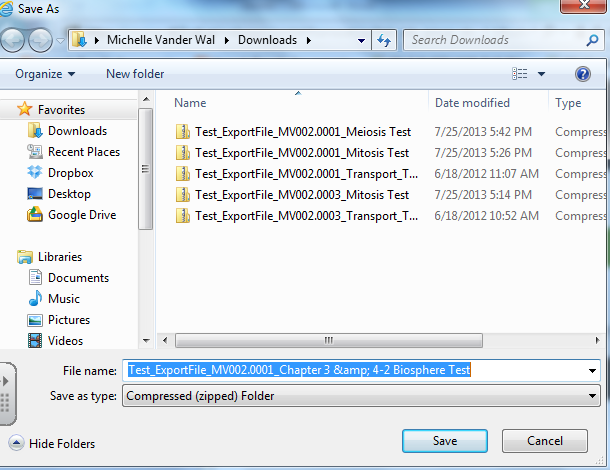 Save As
Michelle Vander Wal Downloads Search Downloads
Organize New folder
Favorites
Downloads
Recent Places
Dropbox
Desktop
Google Drive
Libraries
Documents
Music
Pictures
Videos
Name Date modified Type
Test_ExportFile_MV002.0001_Meiosis Test 7/25/2013 5:42 PM Compress
Test_ExportFile_MV002.0001_Mitosis Test 7/25/2013 5:26 PM Compress
Test_ExportFile_MV002.0001_Transport_T... 6/18/2012 11:07 AM Compress
Test_ExportFile_MV002.0003_Mitosis Test 7/25/2013 5:14 PM Compress
Test_ExportFile_MV002.0003_Transport_T... 6/18/2012 10:52 AM Compress
File name: Test_ExportFile_MV002.0001_Chapter 3 &amp; 4-2 Biosphere Test
Save as type: Compressed (zipped) Folder
Hide Folders Save Cancel